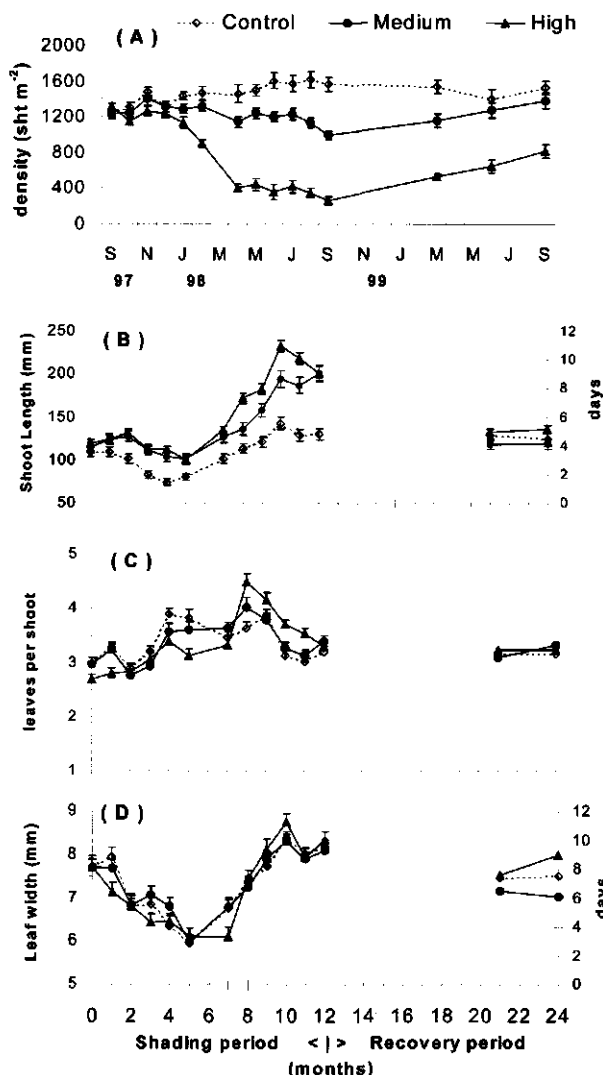 ( A ) Control Medium High
2000
1600
1200
800
400
0
density (sht m⁻²)
S N J M M J S M M J S
97 98 99
( B )
250
200
150
100
50
Shoot Length (mm)
12
10
8
6
4
2
0
days
( C )
5
4
3
2
1
leaves per shoot
( D )
9
8
7
6
5
Leaf width (mm)
12
10
8
6
4
2
0
days
0 2 4 6 8 10 12 14 16 18 20 22 24
Shading period < | > Recovery period
(months)